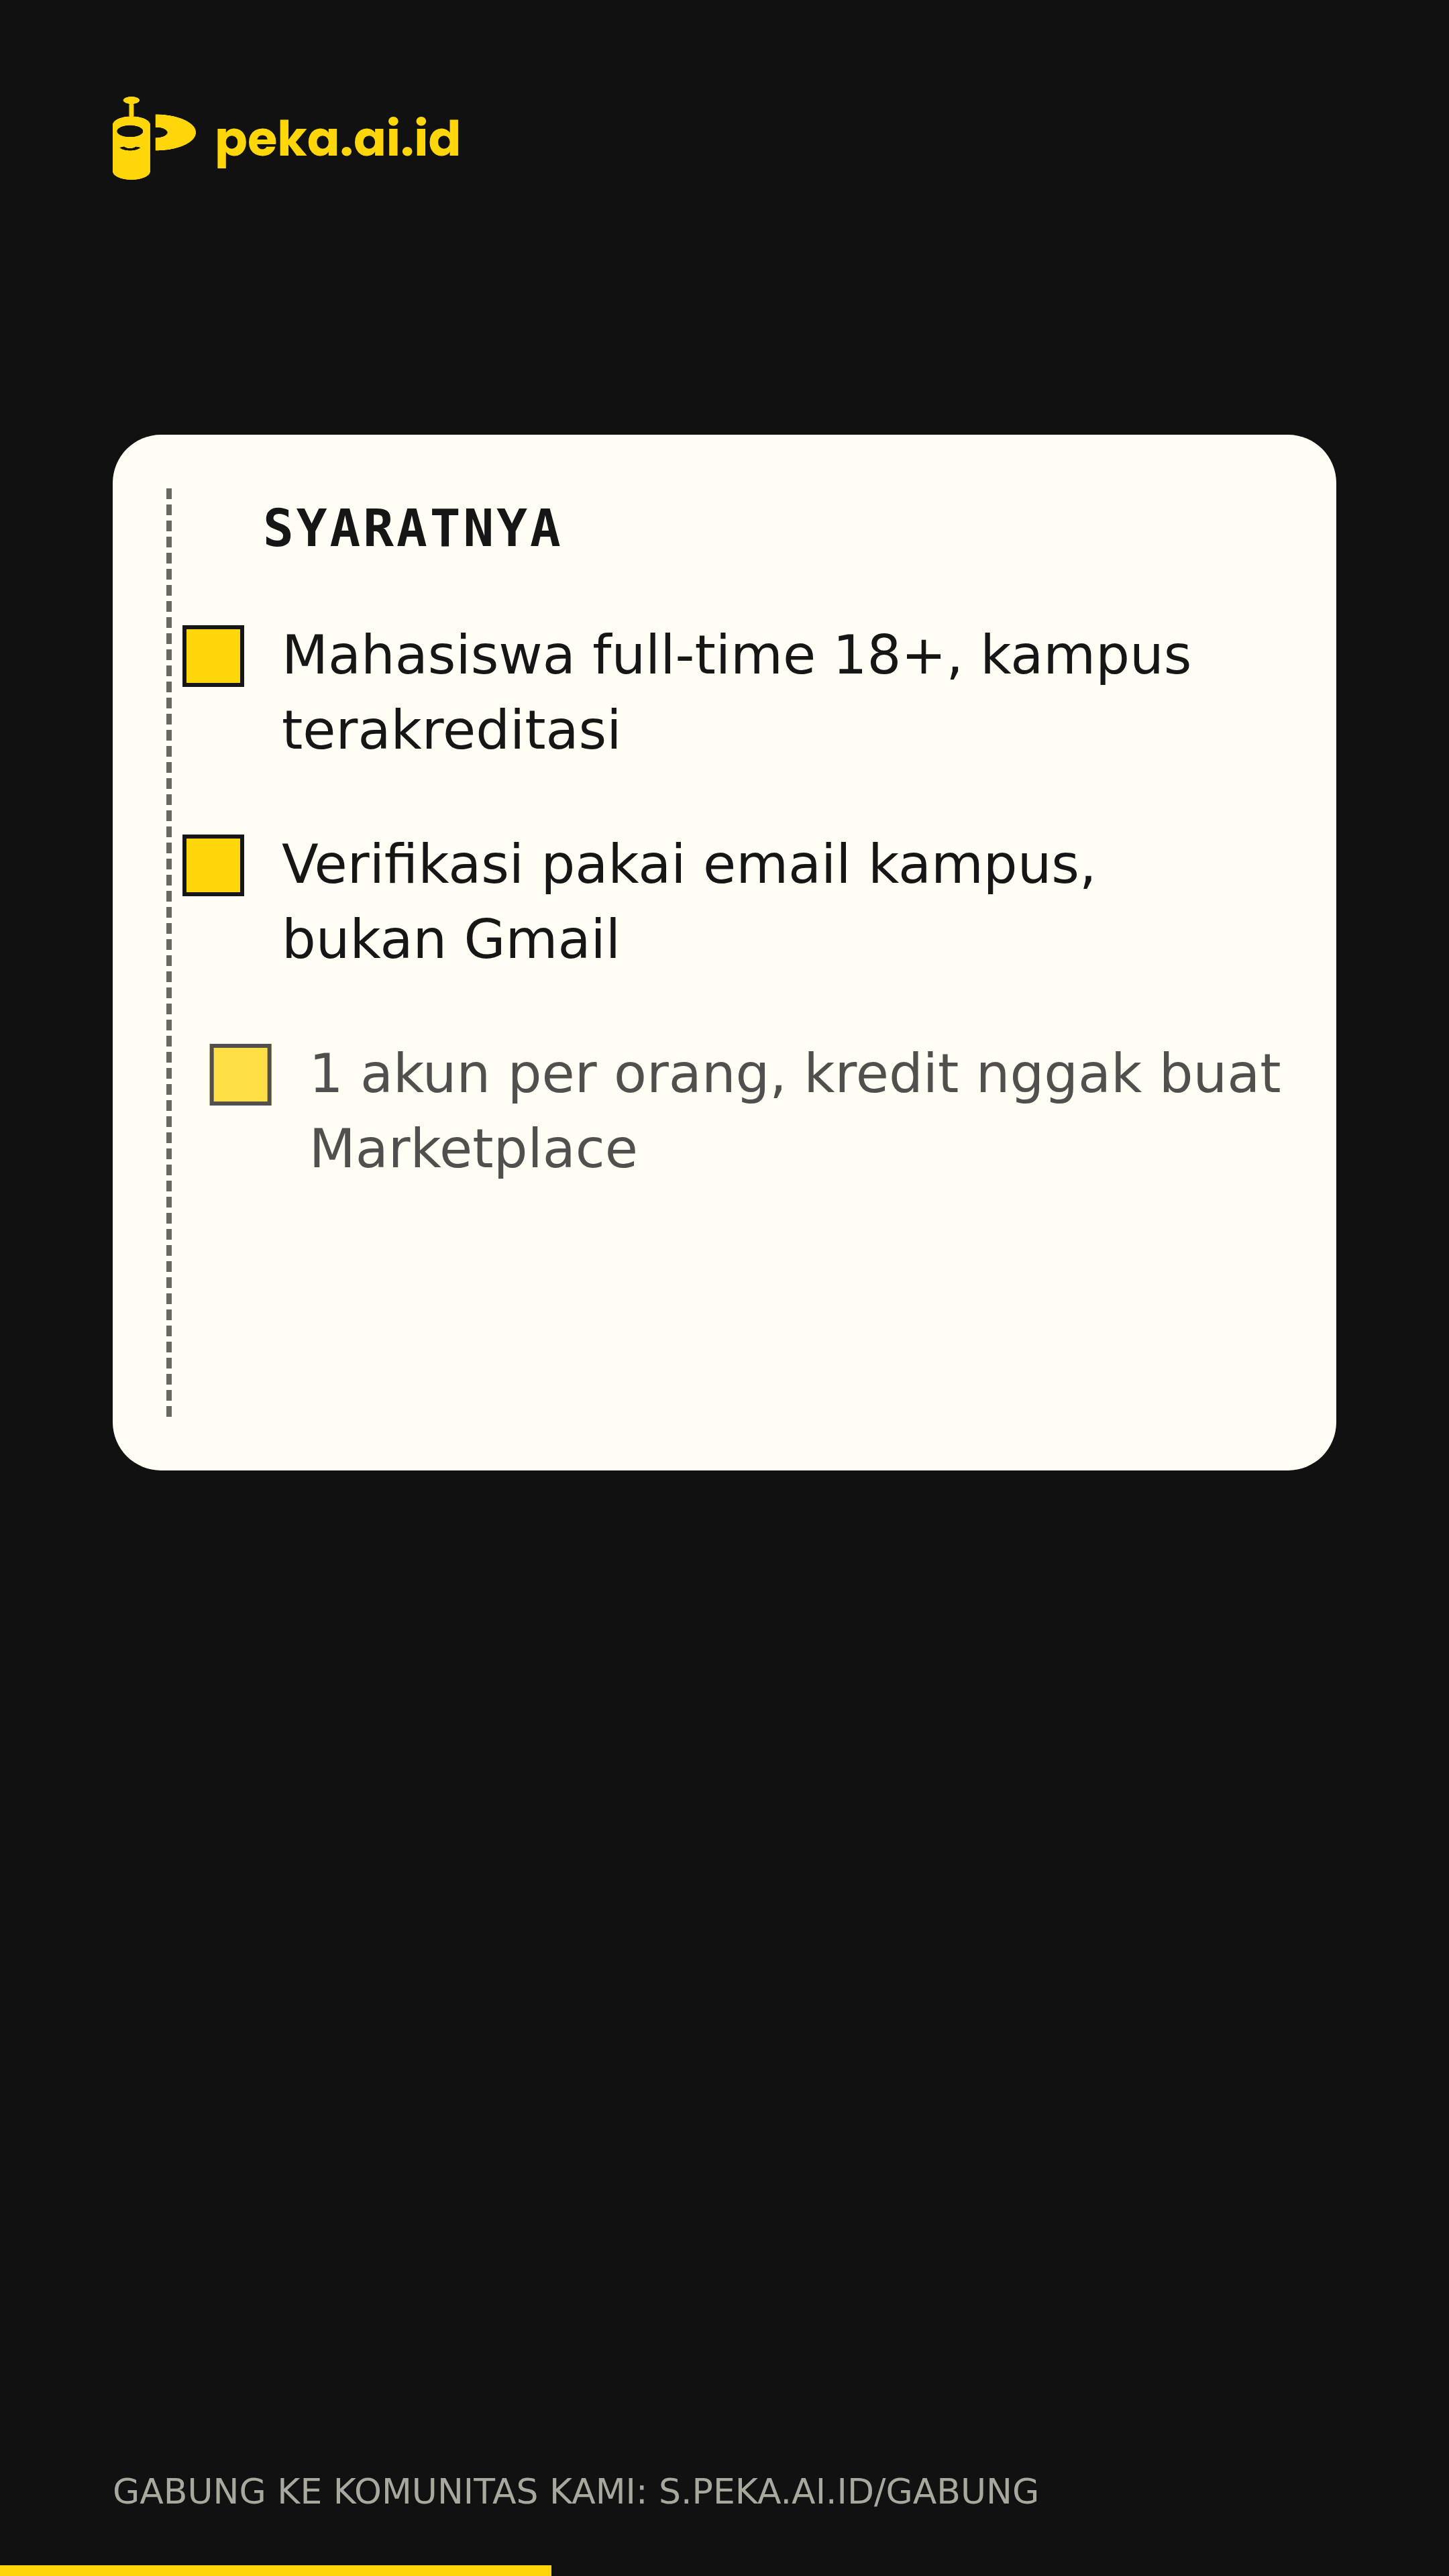 peka.ai.id
SYARATNYA
Mahasiswa full-time 18+, kampus
terakreditasi
Verifikasi pakai email kampus,
bukan Gmail
1 akun per orang, kredit nggak buat
Marketplace
GABUNG KE KOMUNITAS KAMI: S.PEKA.AI.ID/GABUNG